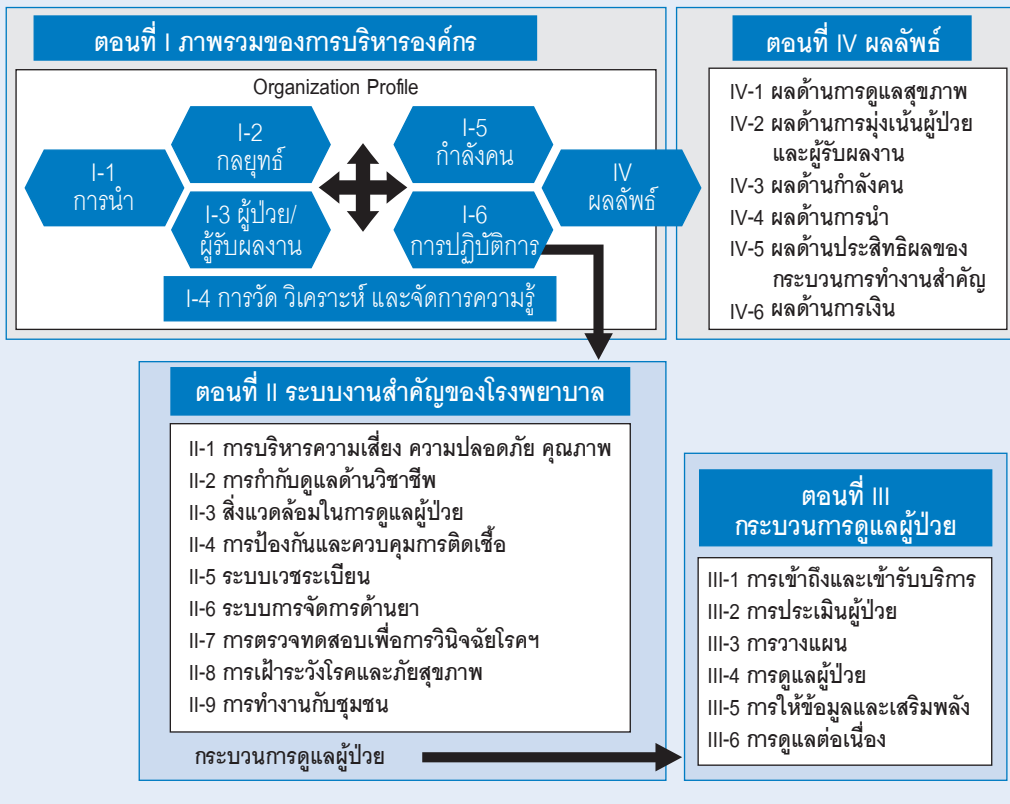 ตอนที่ I ภาพรวมของการบริหารองค์กร
Organization Profile
I-1
การนำ
I-2
กลยุทธ์
I-3 ผู้ป่วย/
ผู้รับผลงาน
I-5
กำลังคน
I-6
การปฏิบัติการ
IV
ผลลัพธ์
I-4 การวัด วิเคราะห์ และจัดการความรู้
ตอนที่ IV ผลลัพธ์
IV-1 ผลด้านการดูแลสุขภาพ
IV-2 ผลด้านการมุ่งเน้นผู้ป่วย
และผู้รับผลงาน
IV-3 ผลด้านกำลังคน
IV-4 ผลด้านการนำ
IV-5 ผลด้านประสิทธิผลของ
กระบวนการทำงานสำคัญ
IV-6 ผลด้านการเงิน
ตอนที่ II ระบบงานสำคัญของโรงพยาบาล
II-1 การบริหารความเสี่ยง ความปลอดภัย คุณภาพ
II-2 การกำกับดูแลด้านวิชาชีพ
II-3 สิ่งแวดล้อมในการดูแลผู้ป่วย
II-4 การป้องกันและควบคุมการติดเชื้อ
II-5 ระบบเวชระเบียน
II-6 ระบบการจัดการด้านยา
II-7 การตรวจทดสอบเพื่อการวินิจฉัยโรคฯ
II-8 การเฝ้าระวังโรคและภัยสุขภาพ
II-9 การทำงานกับชุมชน
กระบวนการดูแลผู้ป่วย
ตอนที่ III
กระบวนการดูแลผู้ป่วย
III-1 การเข้าถึงและเข้ารับบริการ
III-2 การประเมินผู้ป่วย
III-3 การวางแผน
III-4 การดูแลผู้ป่วย
III-5 การให้ข้อมูลและเสริมพลัง
III-6 การดูแลต่อเนื่อง